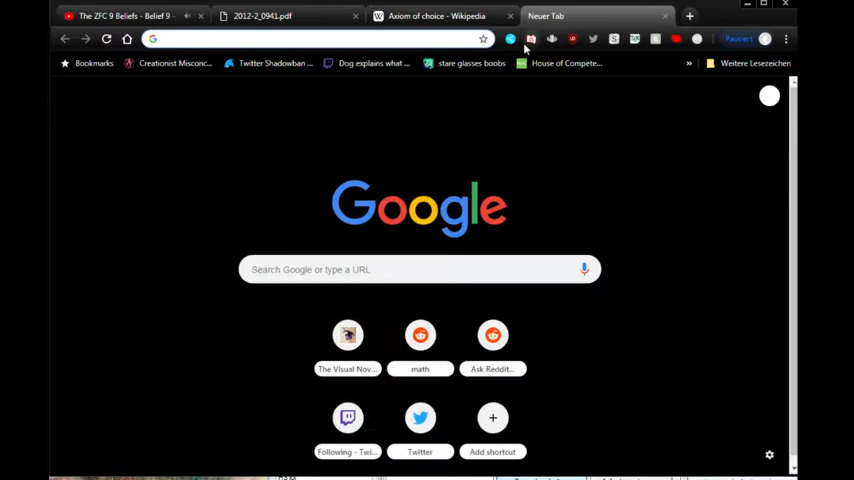 The ZFC 9 Beliefs - Belief 9 -
2012-2_0941.pdf
Axiom of choice - Wikipedia
Neuer Tab
Pausiert
Bookmarks
Creationist Misconc...
Twitter Shadowban ...
Dog explains what ...
stare glasses boobs
House of Compete...
»
Weitere Lesezeichen
Google
Search Google or type a URL
The Visual Nov...
math
Ask Reddit...
Following - Twi...
Twitter
Add shortcut